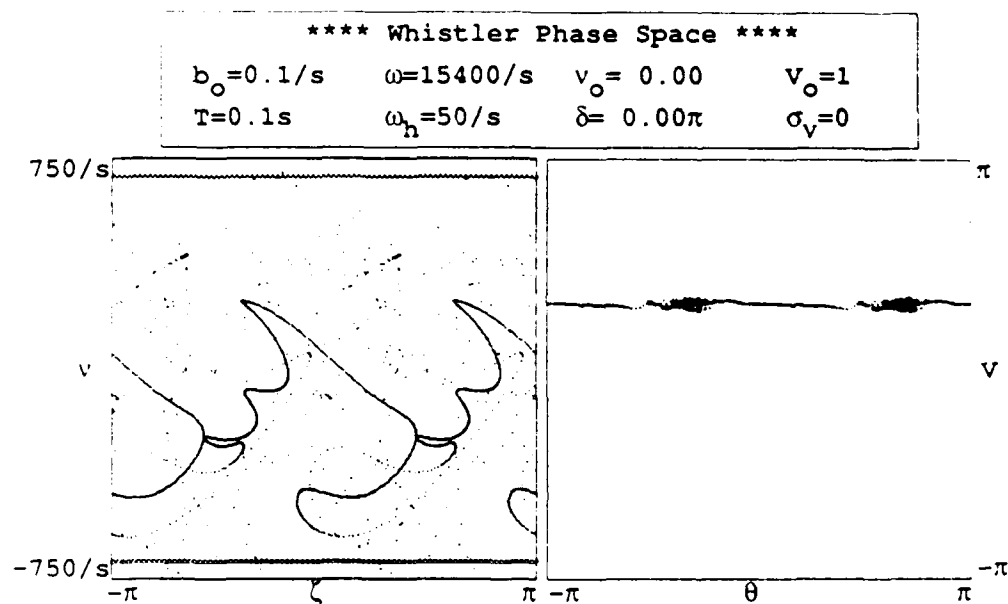 **** Whistler Phase Space ****
b_o=0.1/s ω=15400/s ν_o= 0.00 V_o=1
T=0.1s ω_h=50/s δ= 0.00π σ_v=0
750/s π
ν V
-750/s -π
-π ζ π -π θ π